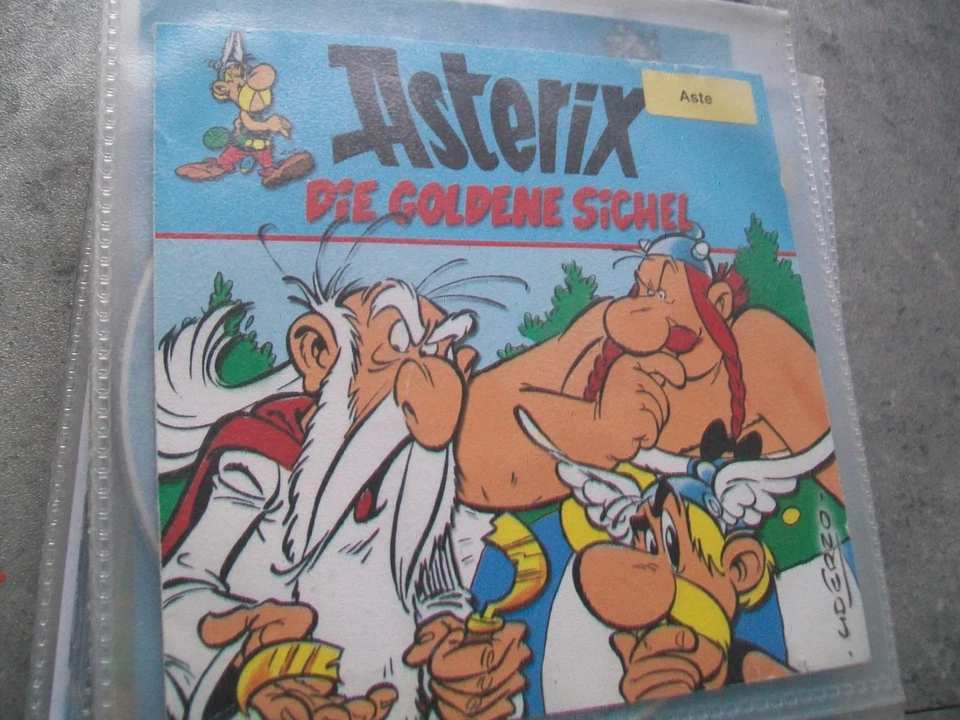 Asterix
Aste
DIE GOLDENE SICHEL
UDERZO